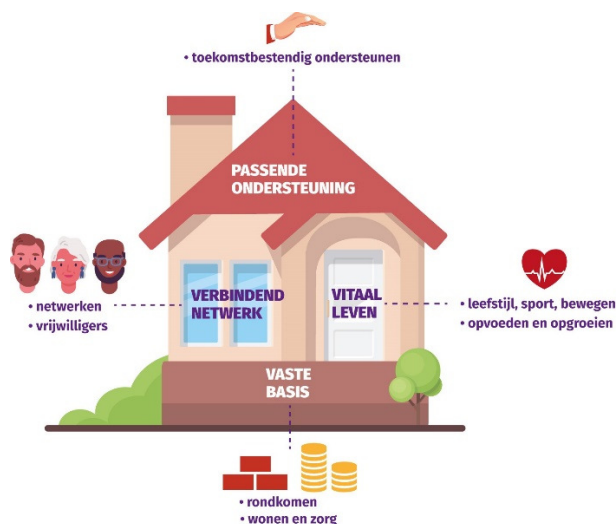 • toekomstbestendig ondersteunen
PASSENDE
ONDERSTEUNING
• netwerken
• vrijwilligers
VERBINDEND
NETWERK
VITAAL
LEVEN
• leefstijl, sport, bewegen
• opvoeden en opgroeien
VASTE
BASIS
• rondkomen
• wonen en zorg